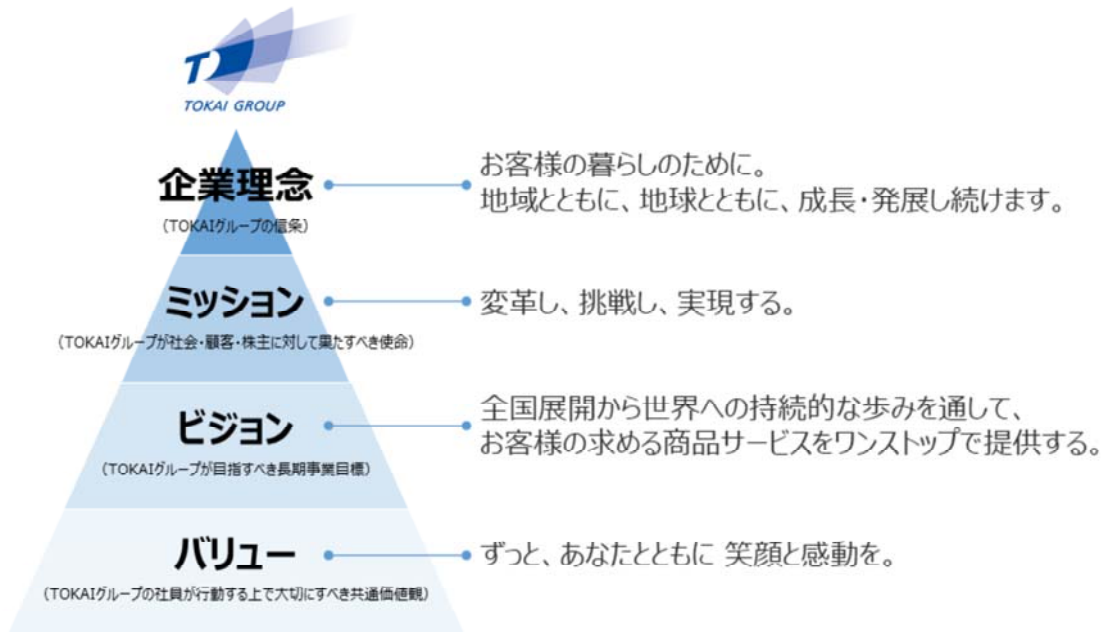 T
TOKAI GROUP
企業理念
（TOKAIグループの信条）
お客様の暮らしのために。
地域とともに、地球とともに、成長・発展し続けます。
ミッション
（TOKAIグループが社会・顧客・株主に対して果たすべき使命）
変革し、挑戦し、実現する。
ビジョン
（TOKAIグループが目指すべき長期事業目標）
全国展開から世界への持続的な歩みを通して、
お客様の求める商品サービスをワンストップで提供する。
バリュー
（TOKAIグループの社員が行動する上で大切にすべき共通価値観）
ずっと、あなたとともに 笑顔と感動を。